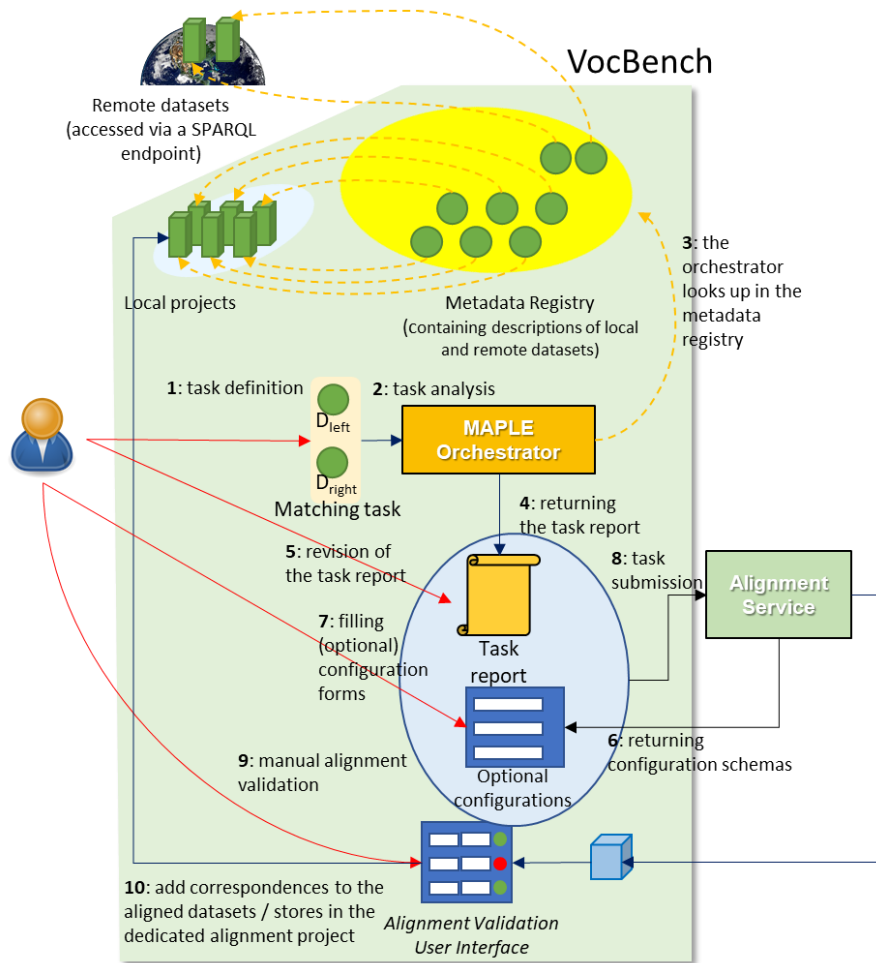 VocBench
Remote datasets
(accessed via a SPARQL
endpoint)
Local projects
Metadata Registry
(containing descriptions of local
and remote datasets)
3: the
orchestrator
looks up in the
metadata
registry
1: task definition
2: task analysis
Dleft
Dright
Matching task
MAPLE
Orchestrator
4: returning
the task report
5: revision of
the task report
8: task
submission
Alignment
Service
7: filling
(optional)
configuration
forms
Task
report
6: returning
configuration schemas
9: manual alignment
validation
Optional
configurations
10: add correspondences to the
aligned datasets / stores in the
dedicated alignment project
Alignment Validation
User Interface